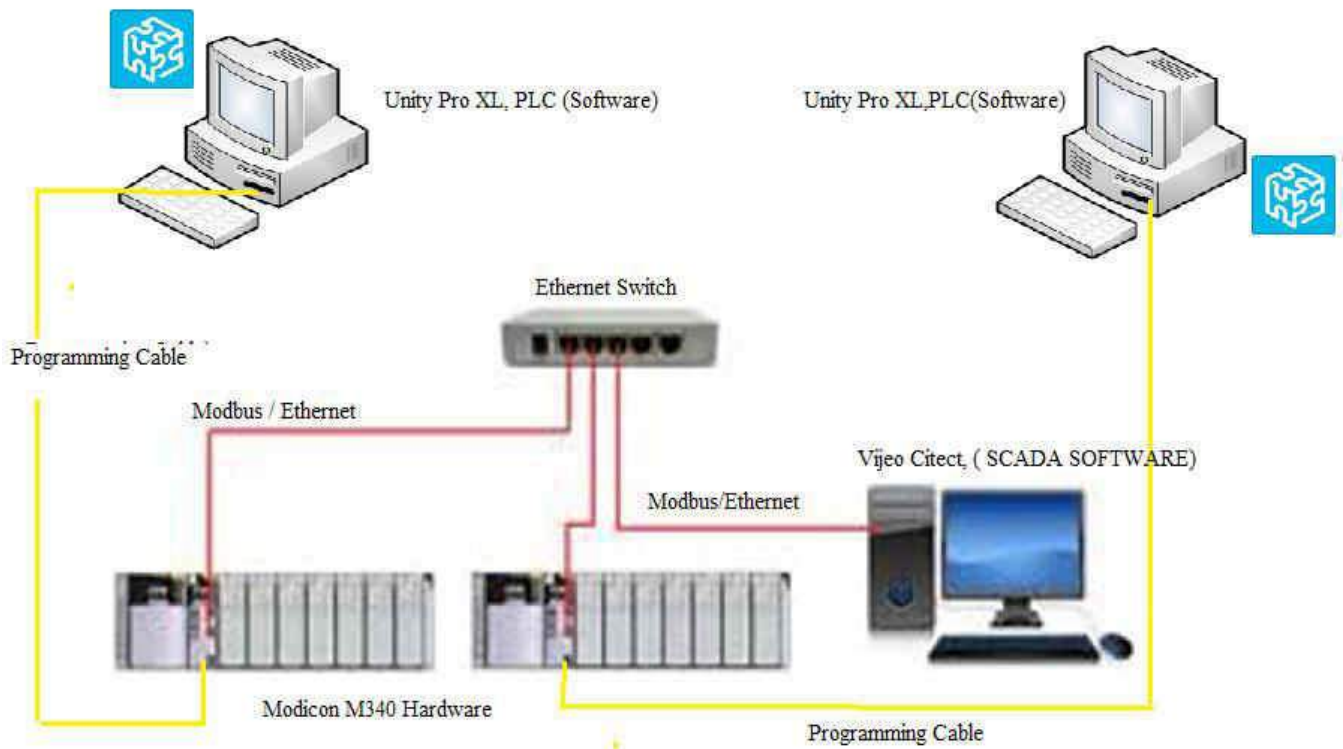 Unity Pro XL, PLC (Software)
Unity Pro XL,PLC(Software)
Ethernet Switch
Programming Cable
Modbus / Ethernet
Vijeo Citect, ( SCADA SOFTWARE)
Modbus/Ethernet
Modicon M340 Hardware
Programming Cable